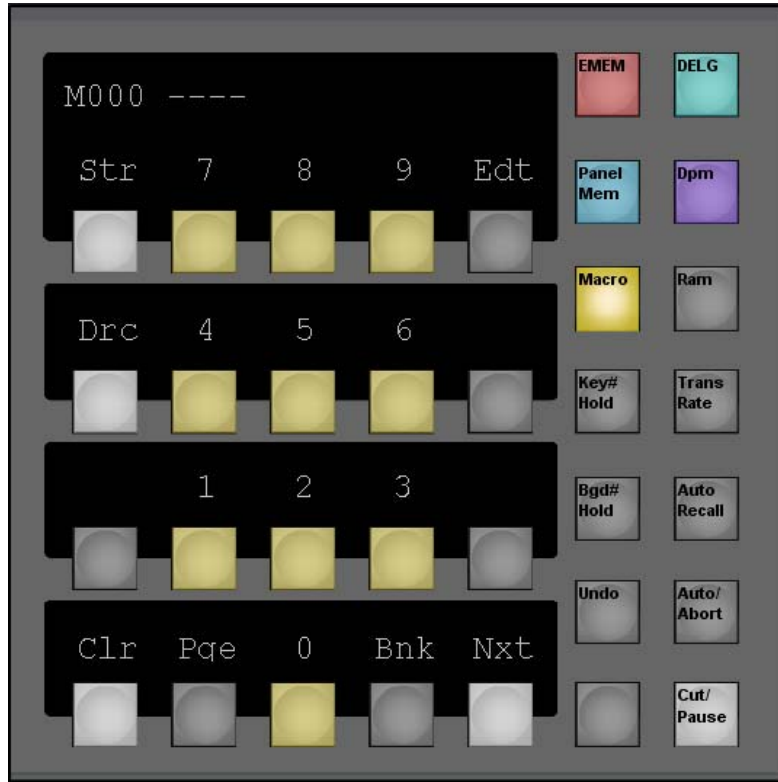 M000 ----
Str 7 8 9 Edt
Drc 4 5 6
1 2 3
Clr Pge 0 Bnk Nxt
EMEM DELG
Panel
Mem
Dpm
Macro Ram
Key#
Hold
Trans
Rate
Bgd#
Hold
Auto
Recall
Undo
Auto/
Abort
Cut/
Pause